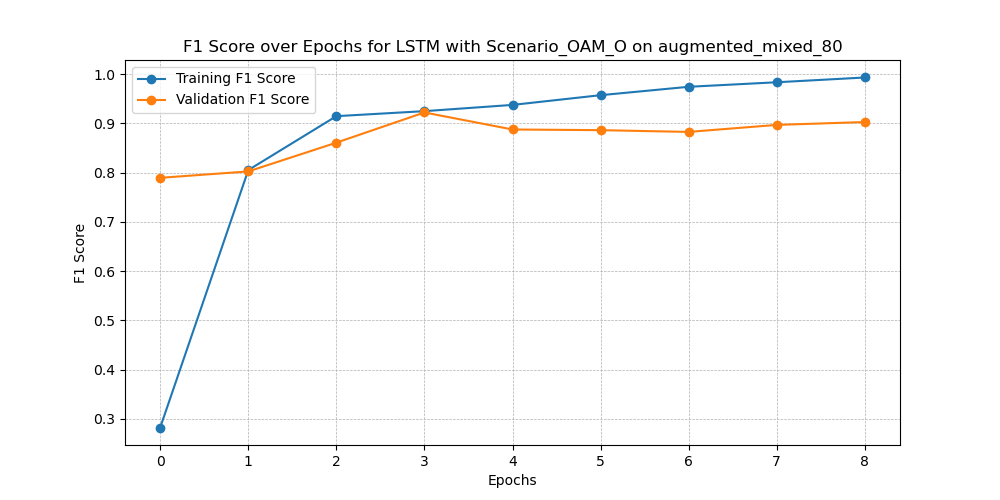 F1 Score over Epochs for LSTM with Scenario_OAM_O on augmented_mixed_80
Training F1 Score
Validation F1 Score
F1 Score
1.0
0.9
0.8
0.7
0.6
0.5
0.4
0.3
0 1 2 3 4 5 6 7 8
Epochs